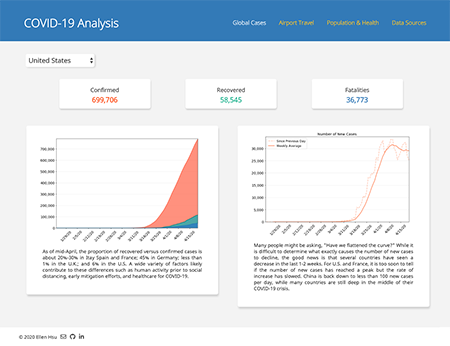 COVID-19 Analysis
Global Cases
Airport Travel
Population & Health
Data Sources
United States
Confirmed
699,706
Recovered
58,545
Fatalities
36,773
700,000
600,000
500,000
400,000
300,000
200,000
100,000
0
As of Mid-April, the proportion of recovered versus confirmed cases is
about 20%-30% in Itay Spain and France; 45% in Germany; less than
1% in the U.K.; and 6% in the U.S. A wide variety of factors likely
contribute to these differences such as human activity prior to social
distancing, early mitigation efforts, and healthcare for COVID-19.
Number of New Cases
Since Previous Day
Weekly Average
30,000
25,000
20,000
15,000
10,000
5,000
0
Many people might be asking, "Have we flattened the curve?" While it
is difficult to determine what exactly causes the number of new cases
to decline, the good news is that several countries have seen a
decrease in the last 1-2 weeks. For U.S. and France, it is too soon to tell
if the number of new cases has reached a peak but the rate of
increase has slowed. China is back down to less than 100 new cases
per day, while many countries are still deep in the middle of their
COVID-19 crisis.
© 2020 Ellen Hsu